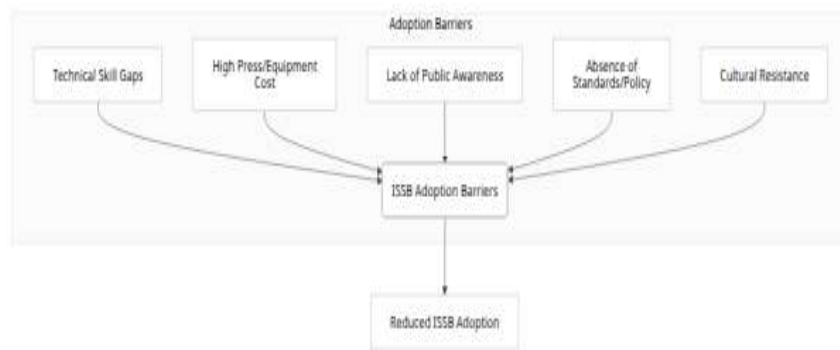 Adoption Barriers
Technical Skill Gaps
High Press/Equipment
Cost
Lack of Public Awareness
Absence of
Standards/Policy
Cultural Resistance
ISSB Adoption Barriers
Reduced ISSB Adoption